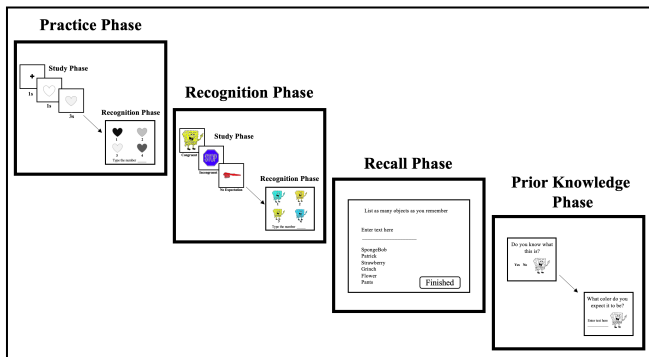 Practice Phase
Study Phase
1s
1s
3s
Recognition Phase
1
2
3
4
Type the number
Recognition Phase
Study Phase
Congruent
STOP
Incongruent
No Expectation
Recognition Phase
1
2
3
4
Type the number
Recall Phase
List as many objects as you remember
Enter text here
SpongeBob
Patrick
Strawberry
Grinch
Flower
Pants
Finished
Prior Knowledge
Phase
Do you know what
this is?
Yes No
What color do you
expect it to be?
Enter text here